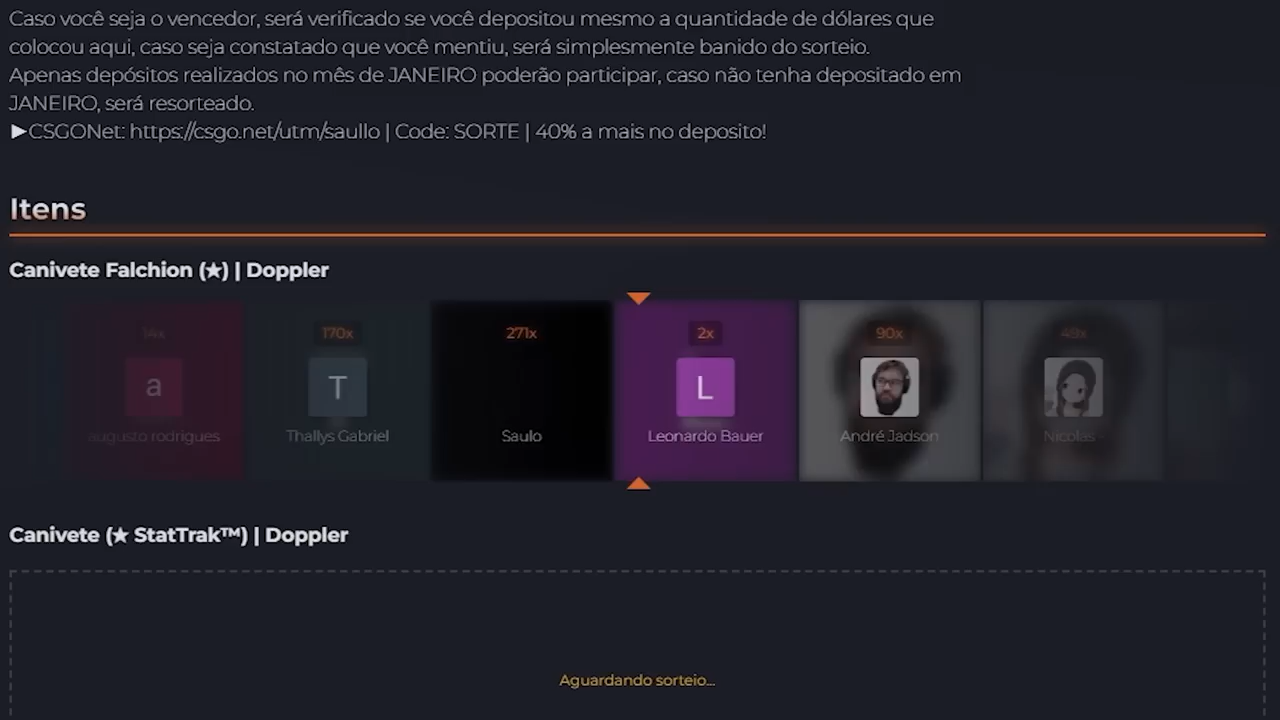 Caso você seja o vencedor, será verificado se você depositou mesmo a quantidade de dólares que
colocou aqui, caso seja constatado que você mentiu, será simplesmente banido do sorteio.
Apenas depósitos realizados no mês de JANEIRO poderão participar, caso não tenha depositado em
JANEIRO, será resorteado.
▶CSGONet: https://csgo.net/utm/saullo | Code: SORTE | 40% a mais no deposito!
Itens
Canivete Falchion (★) | Doppler
14x 170x 271x 2x 90x 49x
a T L
augusto rodrigues Thallys Gabriel Saulo Leonardo Bauer André Jadson Nicolas
Canivete (★ StatTrak™) | Doppler
Aguardando sorteio...